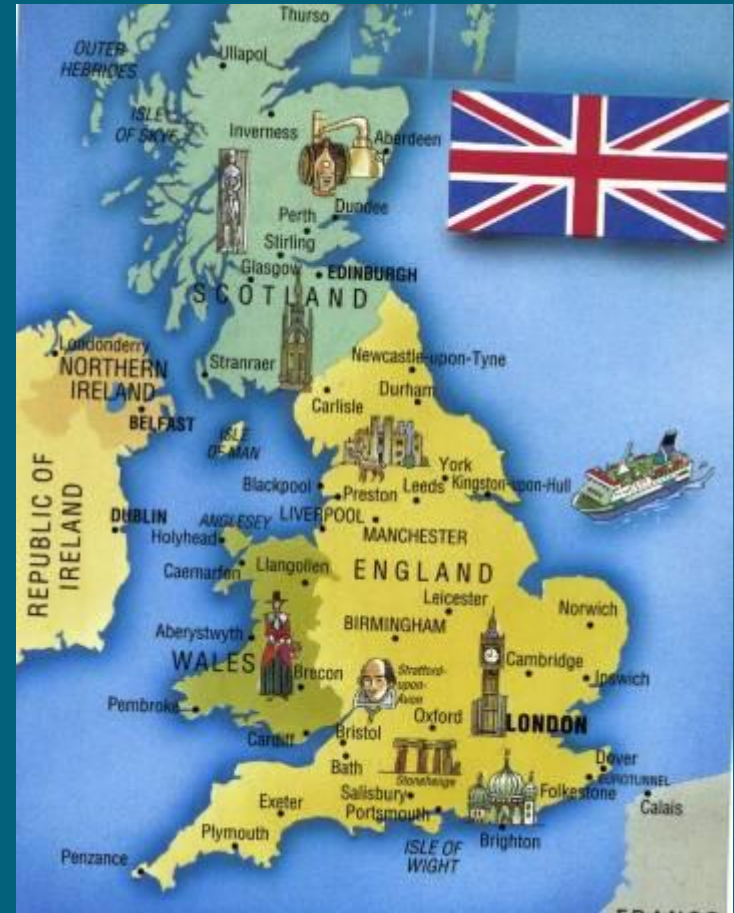 Thurso
OUTER
HEBRIDES
Ullapol
ISLE
OF SKYE
Inverness
Aberdeen
Perth
Dundee
Stirling
Glasgow
EDINBURGH
SCOTLAND
Londonderry
NORTHERN
IRELAND
BELFAST
Stranraer
Newcastle-upon-Tyne
Durham
Carlisle
ISLE
OF MAN
York
Blackpool
Preston
Leeds
Kingston-upon-Hull
REPUBLIC OF
IRELAND
DUBLIN
ANGLESEY
LIVERPOOL
Holyhead
MANCHESTER
Caernarfon
Llangollen
ENGLAND
Leicester
Norwich
BIRMINGHAM
Aberystwyth
WALES
Brecon
Stratford-
upon-
Avon
Cambridge
Ipswich
Pembroke
Oxford
LONDON
Cardiff
Bristol
Bath
Stonehenge
Dover
EUROTUNNEL
Folkestone
Calais
Exeter
Salisbury
Portsmouth
Plymouth
Brighton
ISLE OF
WIGHT
Penzance